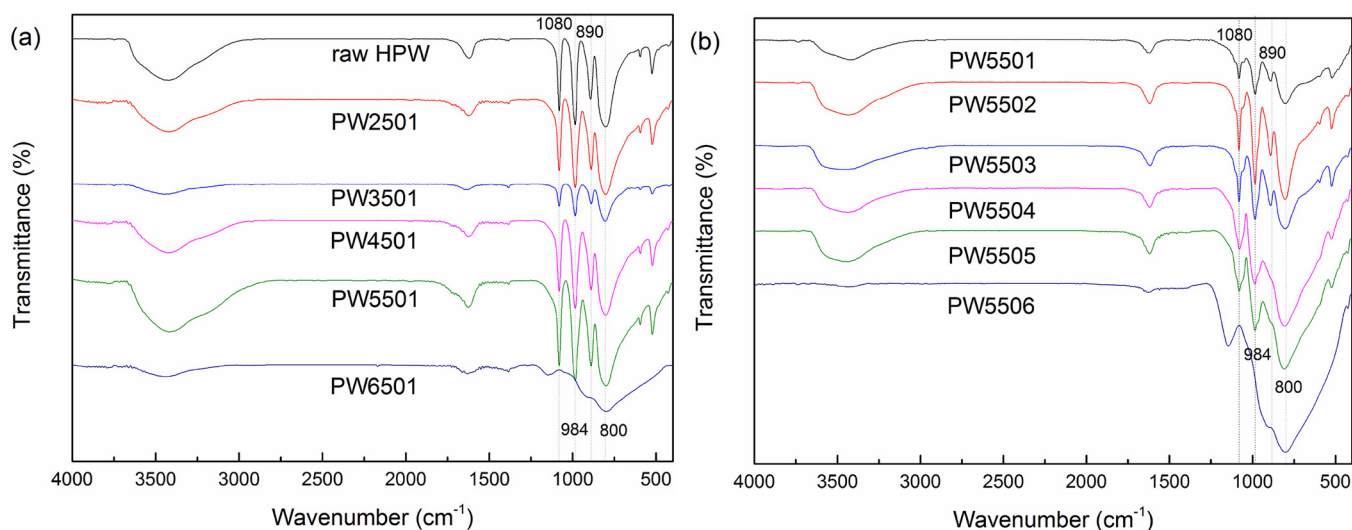 (a)
1080
890
raw HPW
PW2501
PW3501
PW4501
PW5501
PW6501
984
800
Transmittance (%)
4000
3500
3000
2500
2000
1500
1000
500
Wavenumber (cm⁻¹)
(b)
1080
890
PW5501
PW5502
PW5503
PW5504
PW5505
PW5506
984
800
Transmittance (%)
4000
3500
3000
2500
2000
1500
1000
500
Wavenumber (cm⁻¹)